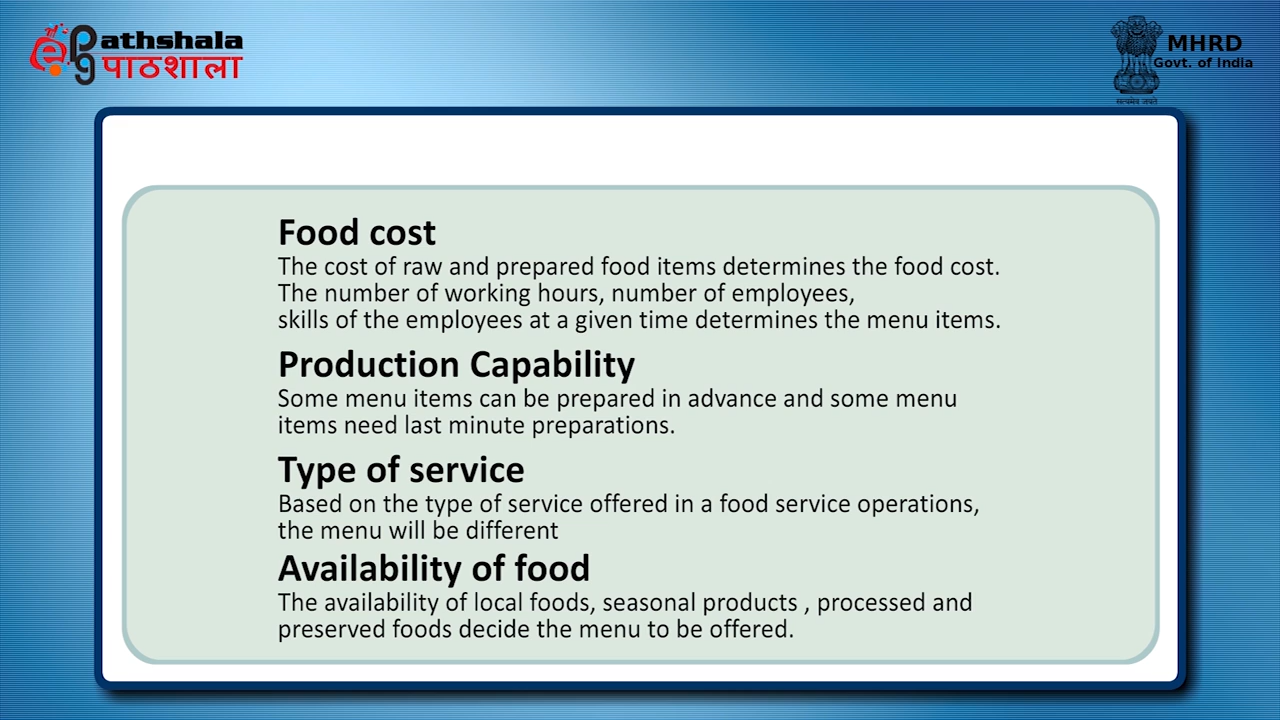 e Pathshala
pg पाठशाला
MHRD
Govt. of India
सत्यमेव जयते
Food cost
The cost of raw and prepared food items determines the food cost.
The number of working hours, number of employees,
skills of the employees at a given time determines the menu items.
Production Capability
Some menu items can be prepared in advance and some menu
items need last minute preparations.
Type of service
Based on the type of service offered in a food service operations,
the menu will be different
Availability of food
The availability of local foods, seasonal products , processed and
preserved foods decide the menu to be offered.